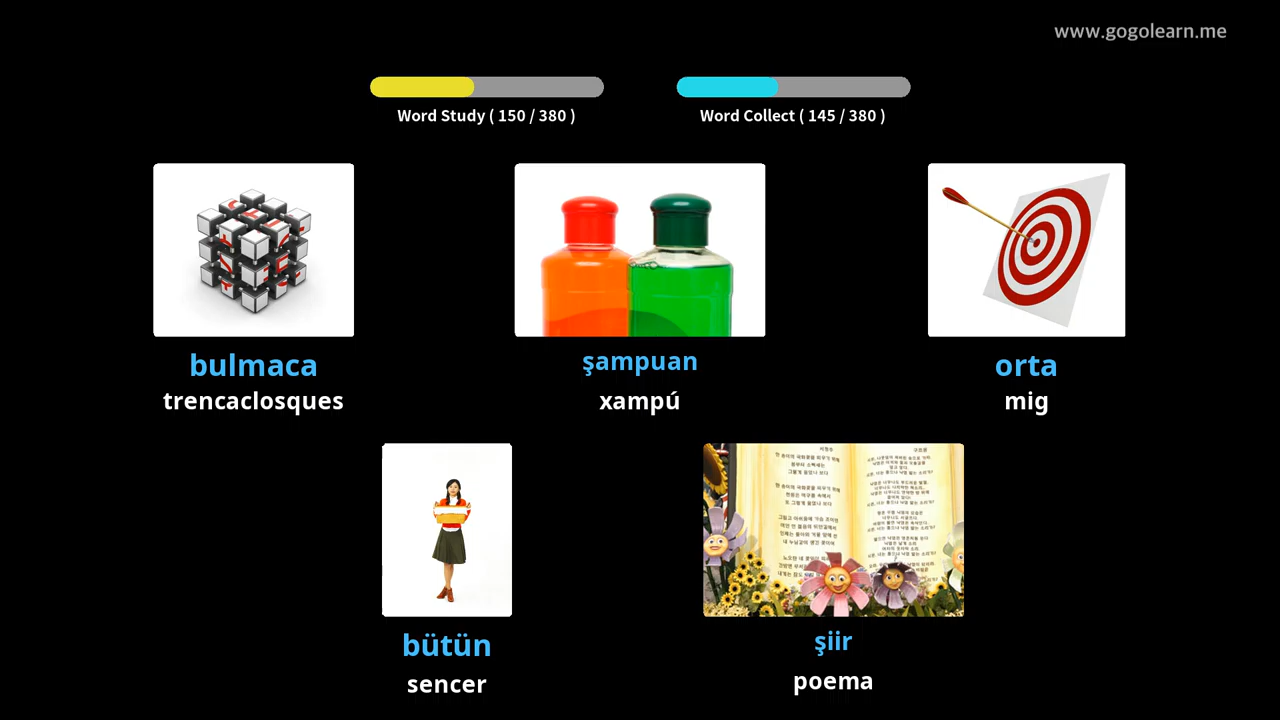 www.gogolearn.me
Word Study ( 150 / 380 )
Word Collect ( 145 / 380 )
bulmaca
trencaclosques
şampuan
xampú
orta
mig
bütün
sencer
şiir
poema